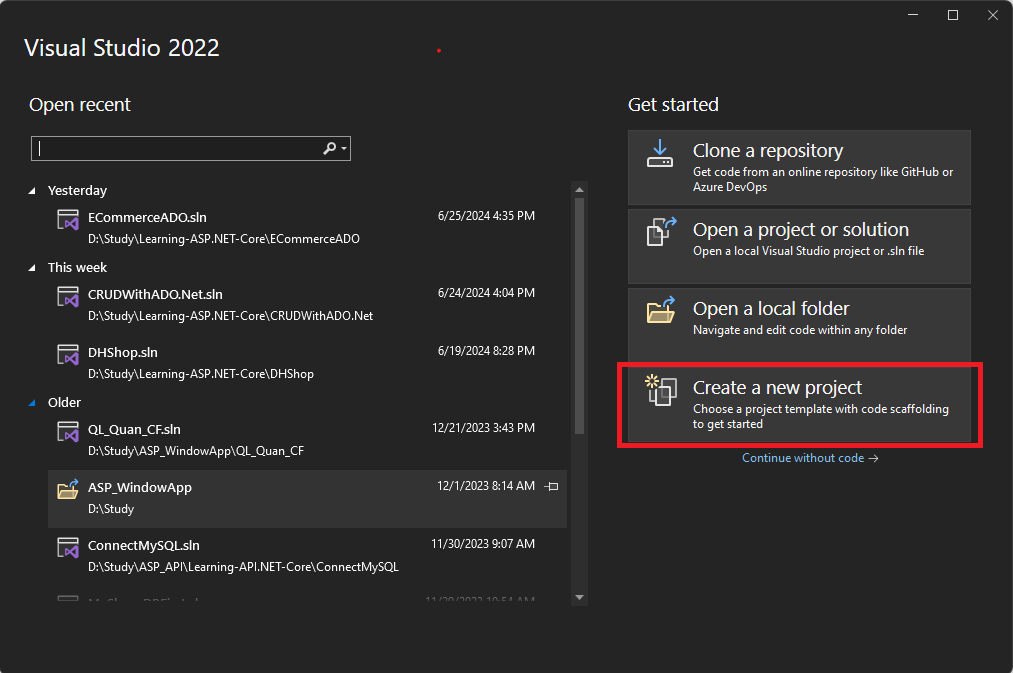 Visual Studio 2022
Open recent
Yesterday
ECommerceADO.sln 6/25/2024 4:35 PM
D:\Study\Learning-ASP.NET-Core\ECommerceADO
This week
CRUDWithADO.Net.sln 6/24/2024 4:04 PM
D:\Study\Learning-ASP.NET-Core\CRUDWithADO.Net
DHShop.sln 6/19/2024 8:28 PM
D:\Study\Learning-ASP.NET-Core\DHShop
Older
QL_Quan_CF.sln 12/21/2023 3:43 PM
D:\Study\ASP_WindowApp\QL_Quan_CF
ASP_WindowApp 12/1/2023 8:14 AM
D:\Study
ConnectMySQL.sln 11/30/2023 9:07 AM
D:\Study\ASP_API\Learning-API.NET-Core\ConnectMySQL
Get started
Clone a repository
Get code from an online repository like GitHub or
Azure DevOps
Open a project or solution
Open a local Visual Studio project or .sln file
Open a local folder
Navigate and edit code within any folder
Create a new project
Choose a project template with code scaffolding
to get started
Continue without code →